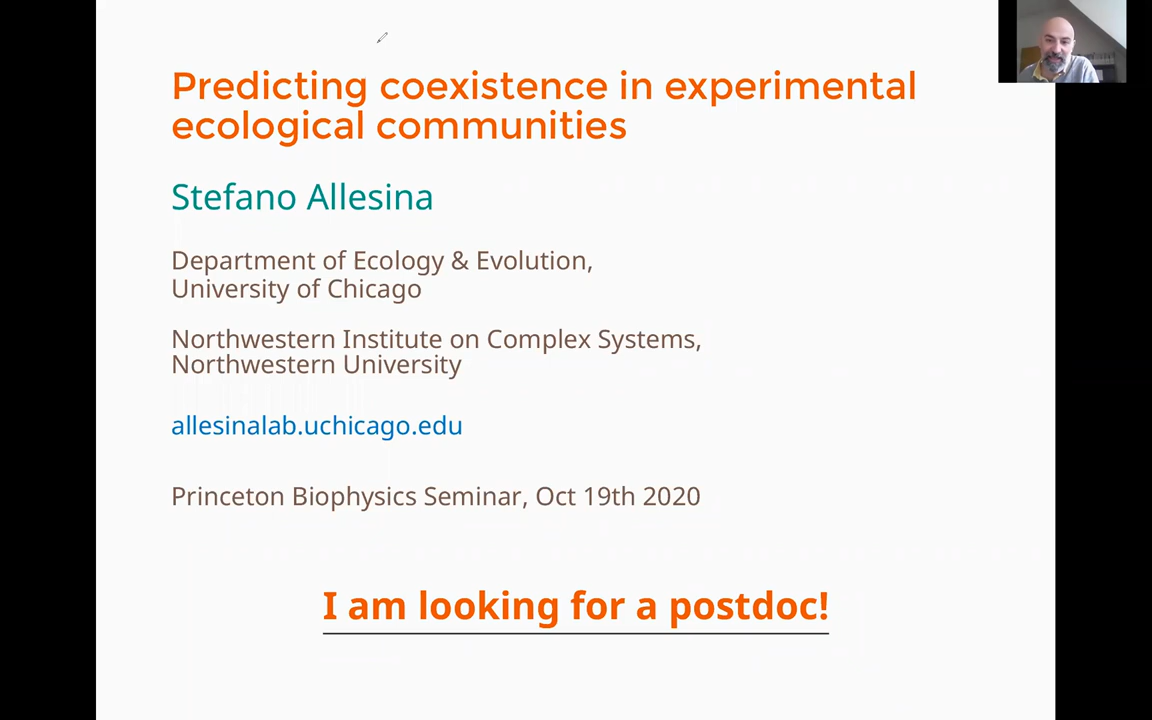 Predicting coexistence in experimental
ecological communities
Stefano Allesina
Department of Ecology & Evolution,
University of Chicago
Northwestern Institute on Complex Systems,
Northwestern University
allesinalab.uchicago.edu
Princeton Biophysics Seminar, Oct 19th 2020
I am looking for a postdoc!